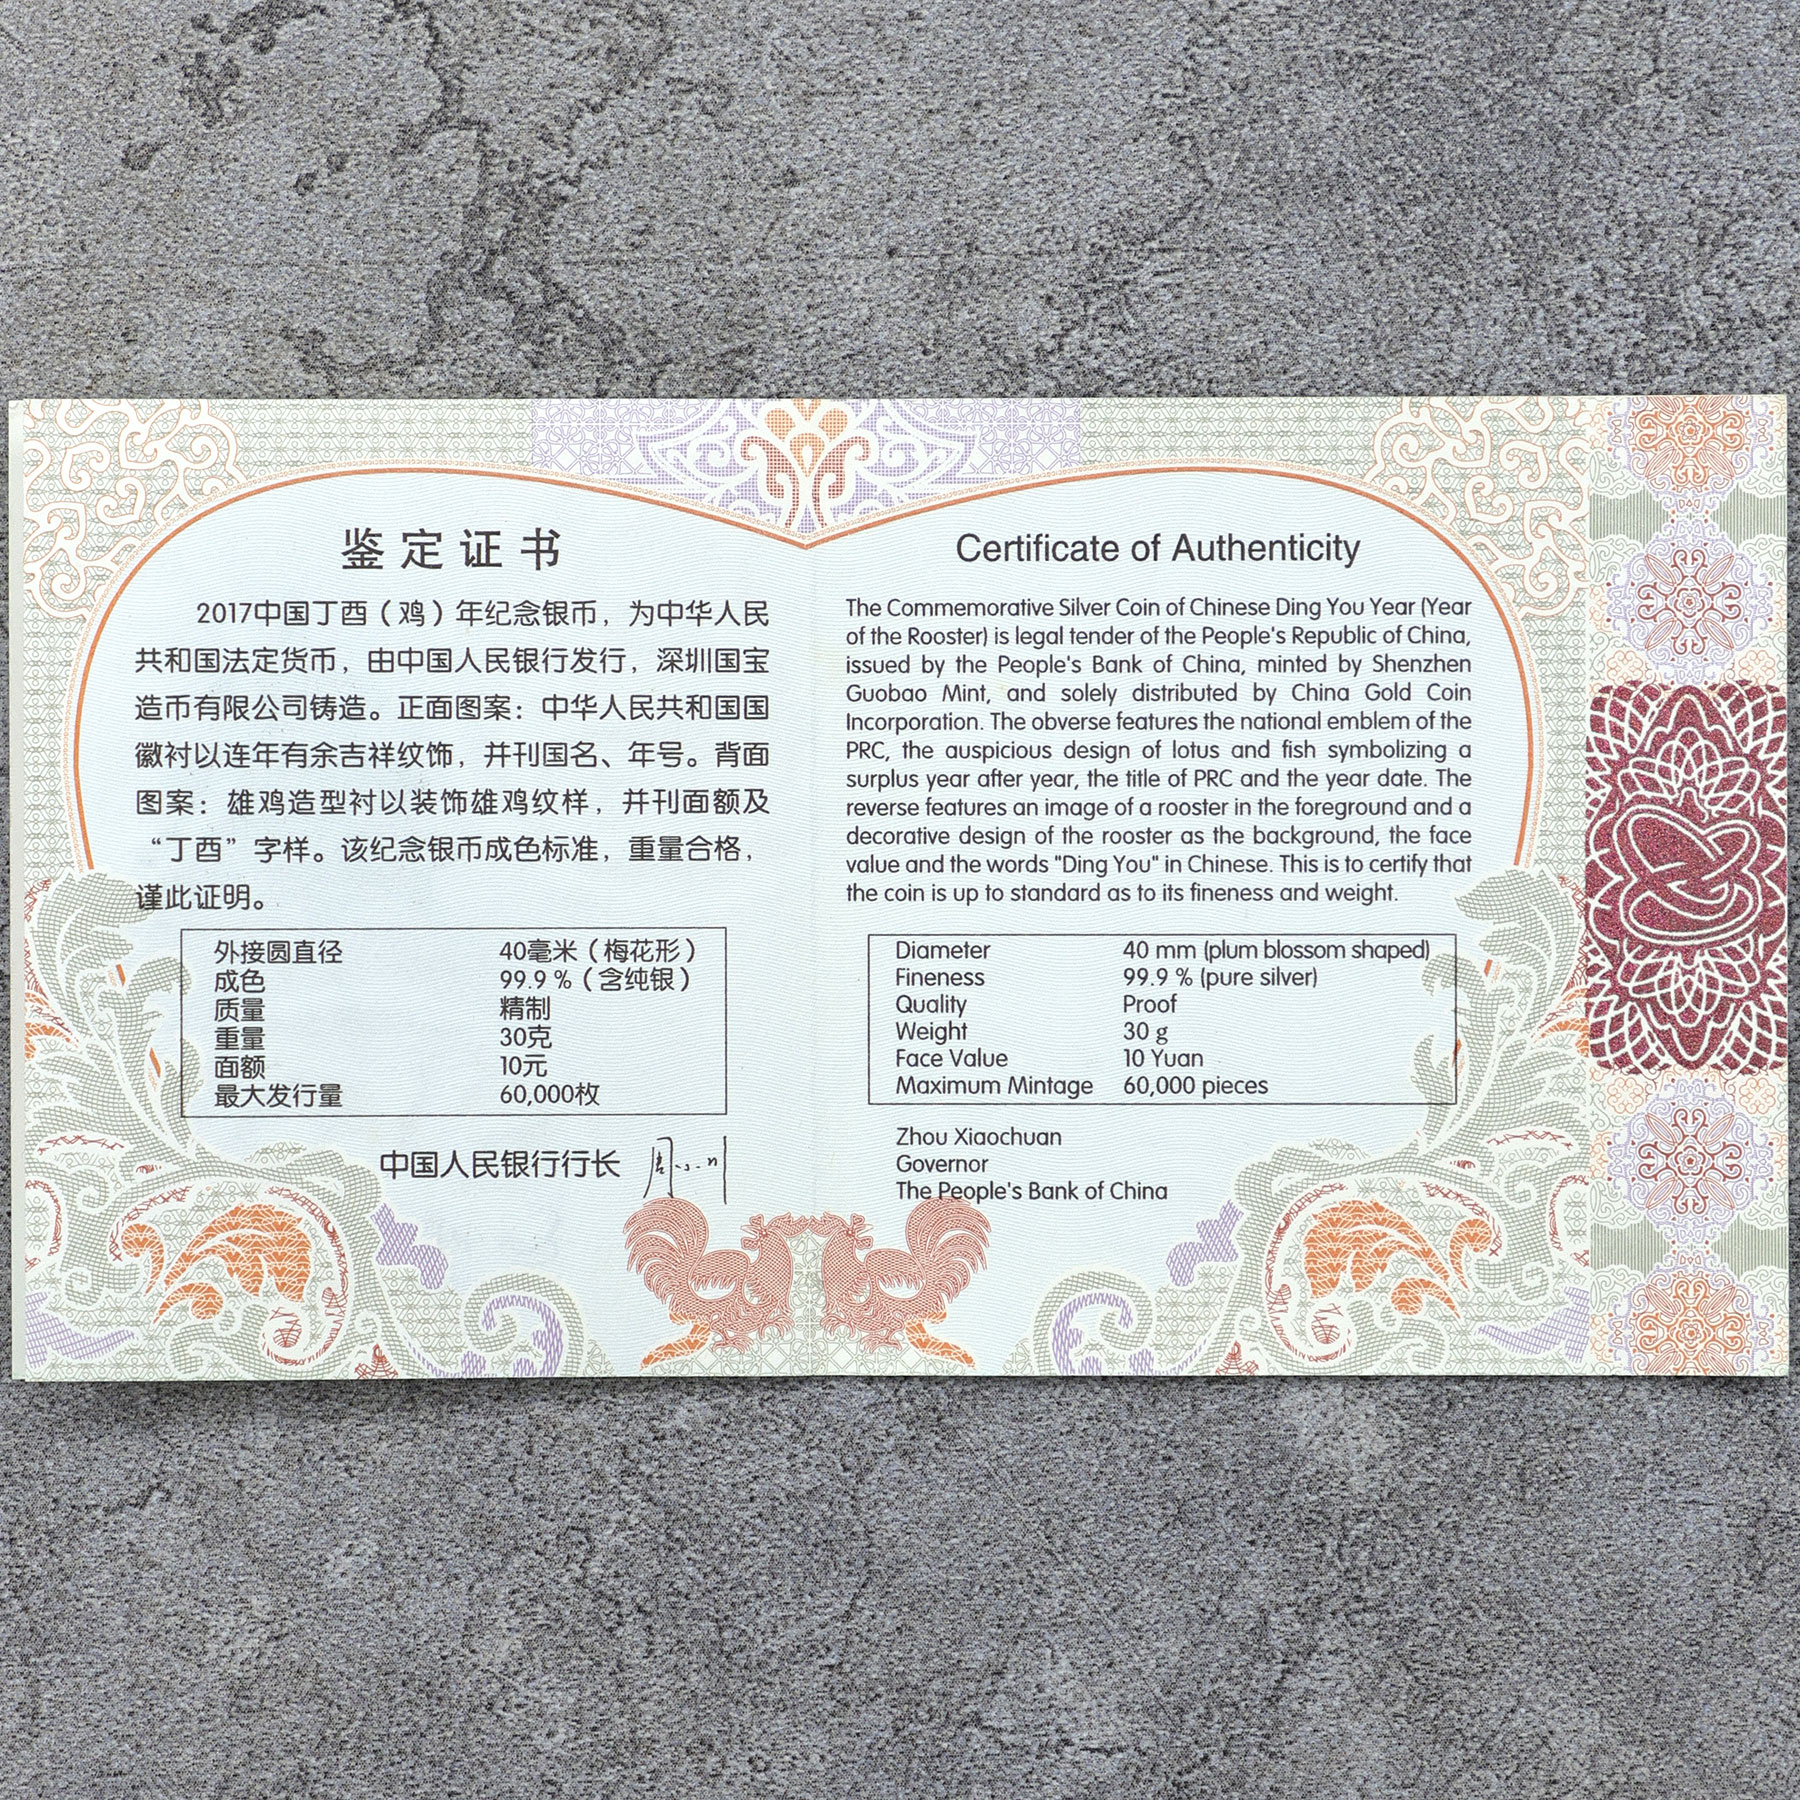 鉴定证书
2017中国丁酉（鸡）年纪念银币，为中华人民
共和国法定货币，由中国人民银行发行，深圳国宝
造币有限公司铸造。正面图案：中华人民共和国国
徽衬以连年有余吉祥纹饰，并刊国名、年号。背面
图案：雄鸡造型衬以装饰雄鸡纹样，并刊面额及
“丁酉”字样。该纪念银币成色标准，重量合格，
谨此证明。
外接圆直径 40毫米（梅花形）
成色 99.9％（含纯银）
质量 精制
重量 30克
面额 10元
最大发行量 60,000枚
中国人民银行行长 周小川
Certificate of Authenticity
The Commemorative Silver Coin of Chinese Ding You Year (Year
of the Rooster) is legal tender of the People's Republic of China,
issued by the People's Bank of China, minted by Shenzhen
Guobao Mint, and solely distributed by China Gold Coin
Incorporation. The obverse features the national emblem of the
PRC, the auspicious design of lotus and fish symbolizing a
surplus year after year, the title of PRC and the year date. The
reverse features an image of a rooster in the foreground and a
decorative design of the rooster as the background, the face
value and the words "Ding You" in Chinese. This is to certify that
the coin is up to standard as to its fineness and weight.
Diameter 40 mm (plum blossom shaped)
Fineness 99.9 % (pure silver)
Quality Proof
Weight 30 g
Face Value 10 Yuan
Maximum Mintage 60,000 pieces
Zhou Xiaochuan
Governor
The People's Bank of China